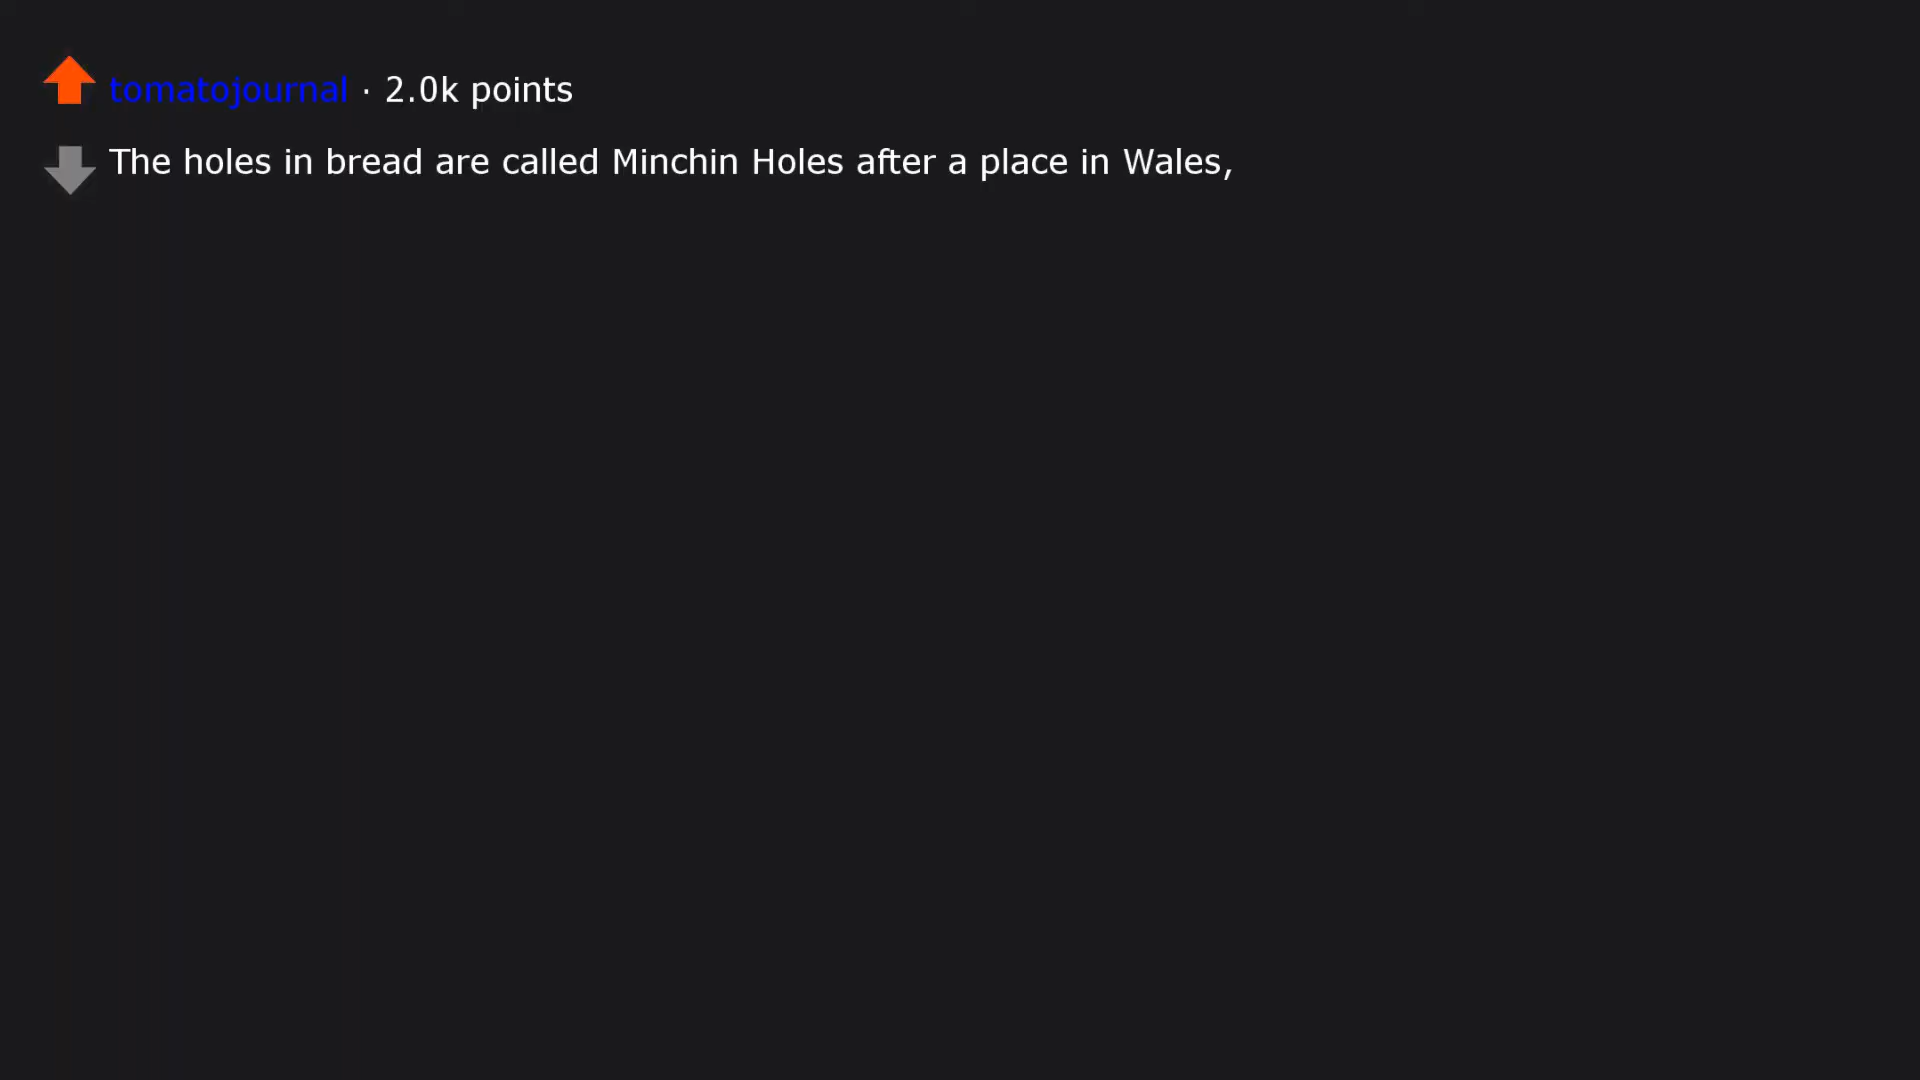 tomatojournal · 2.0k points
The holes in bread are called Minchin Holes after a place in Wales,